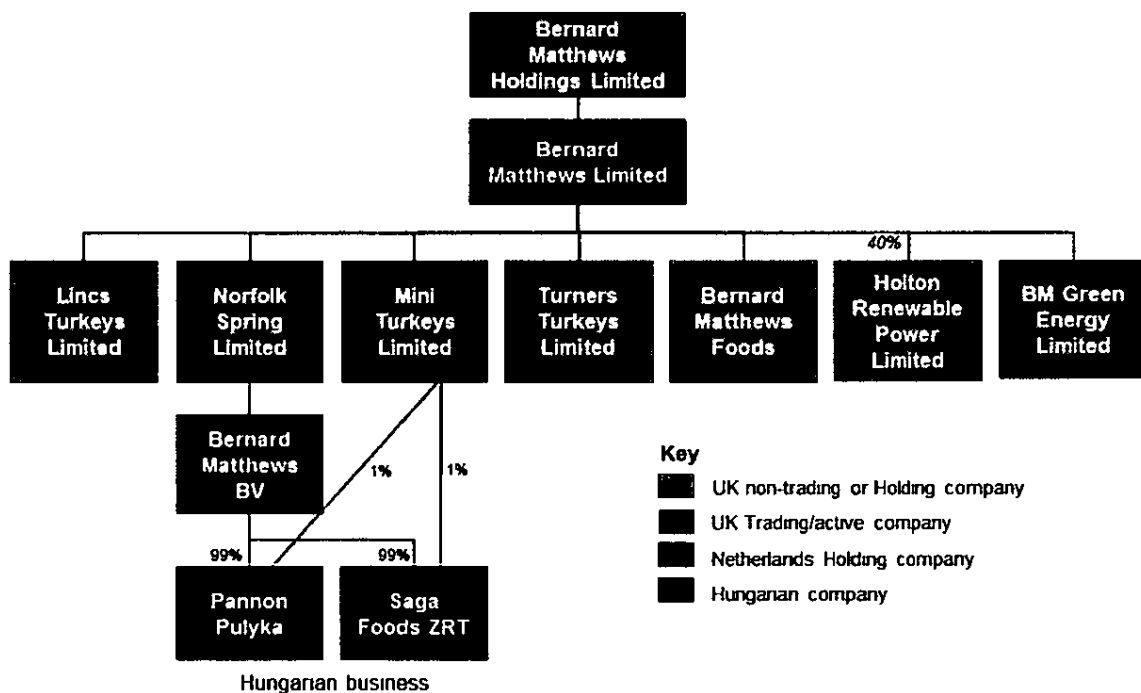 Bernard
Matthews
Holdings Limited
Bernard
Matthews Limited
40%
Lincs
Turkeys
Limited
Norfolk
Spring
Limited
Mini
Turkeys
Limited
Turners
Turkeys
Limited
Bernard
Matthews
Foods
Holton
Renewable
Power
Limited
BM Green
Energy
Limited
Bernard
Matthews
BV
1%
1%
99%
99%
Pannon
Pulyka
Saga
Foods ZRT
Hungarian business
Key
UK non-trading or Holding company
UK Trading/active company
Netherlands Holding company
Hungarian company